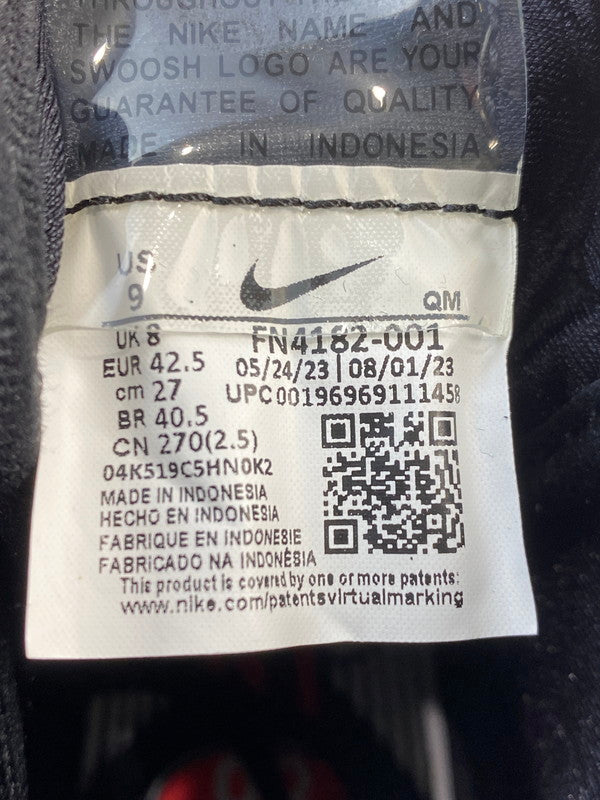 THROUGHOUT THE
THE NIKE NAME AND
SWOOSH LOGO ARE YOUR
GUARANTEE OF QUALITY
MADE IN INDONESIA
US
9
QM
UK 8
FN4182-001
EUR 42.5
05/24/23 | 08/01/23
cm 27
UPC00196969111458
BR 40.5
CN 270(2.5)
04K519C5HN0K2
MADE IN INDONESIA
HECHO EN INDONESIA
FABRIQUE EN INDONESIE
FABRICADO NA INDONÉSIA
This product is covered by one or more patents:
www.nike.com/patentsvirtualmarking